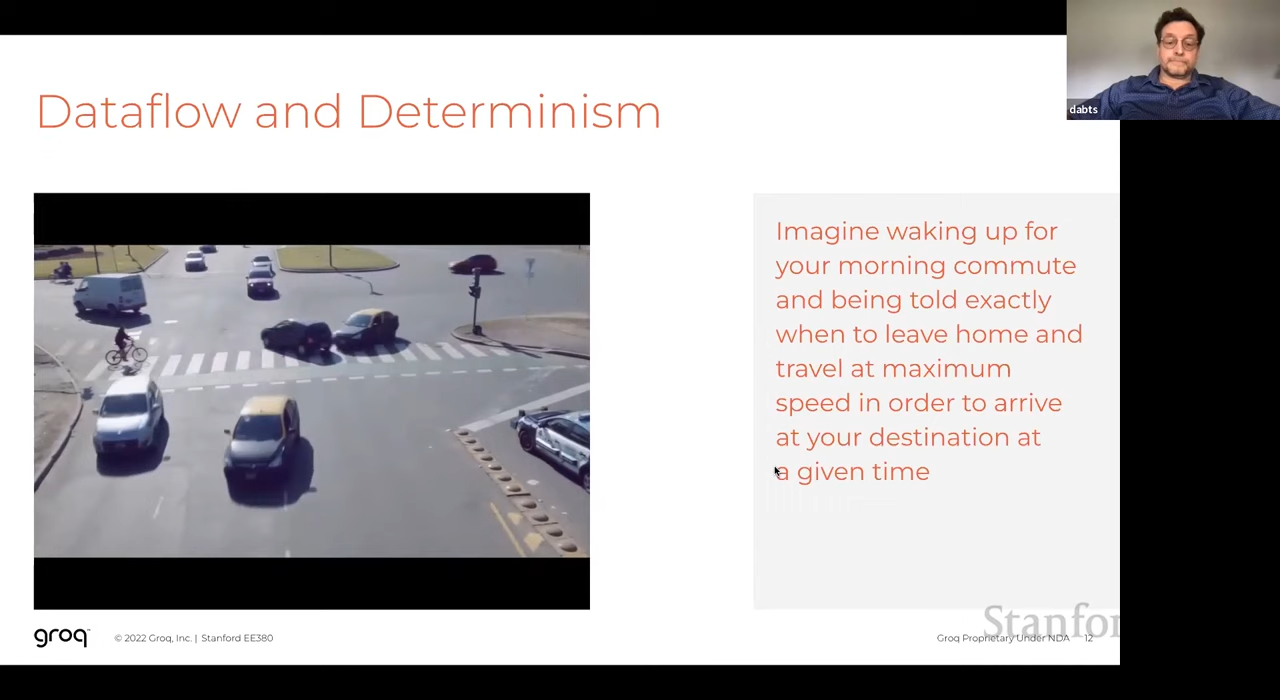 dabts
Dataflow and Determinism
Imagine waking up for
your morning commute
and being told exactly
when to leave home and
travel at maximum
speed in order to arrive
at your destination at
a given time
groq
© 2022 Groq, Inc. | Stanford EE380
Stanfor
Groq Proprietary Under NDA
12